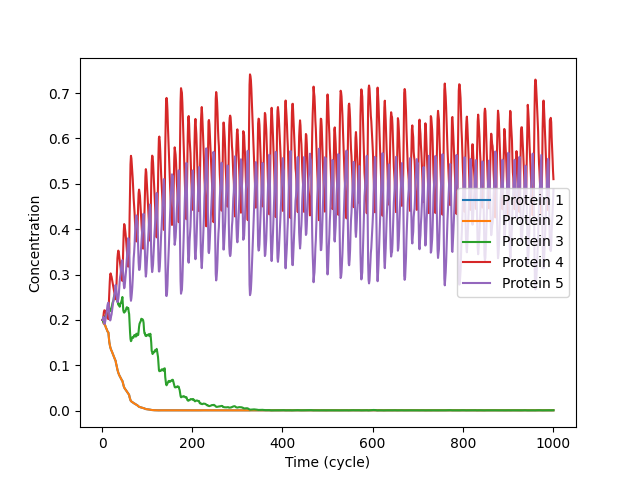 0.7
0.6
0.5
0.4
0.3
0.2
0.1
0.0
Concentration
Protein 1
Protein 2
Protein 3
Protein 4
Protein 5
0 200 400 600 800 1000
Time (cycle)